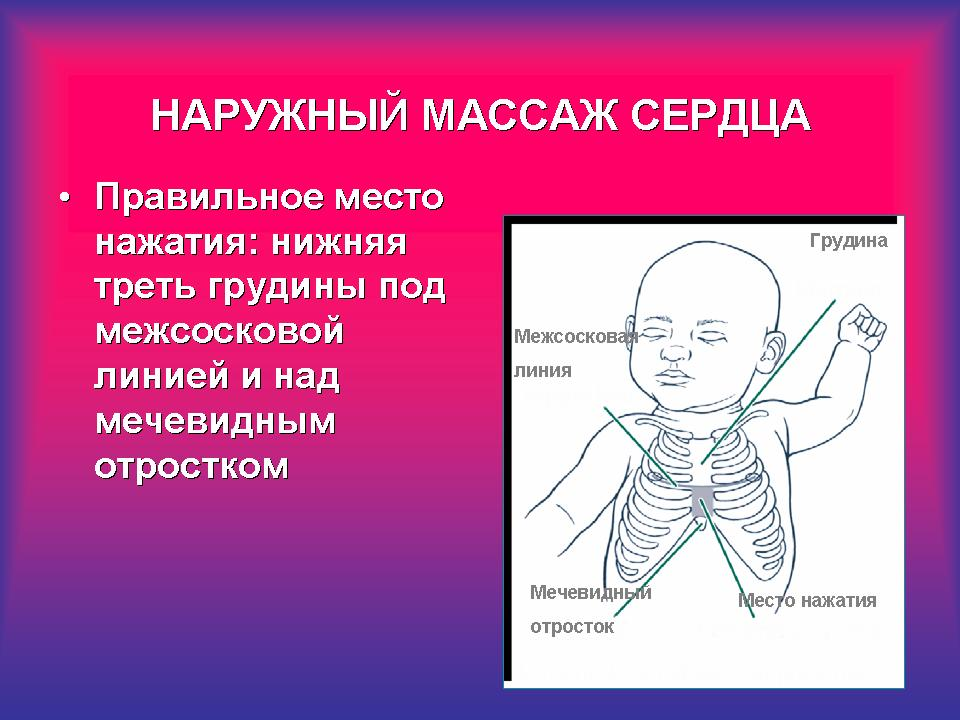 НАРУЖНЫЙ МАССАЖ СЕРДЦА
• Правильное место
нажатия: нижняя
треть грудины под
межсосковой
линией и над
мечевидным
отростком
Грудина
Межсосковая
линия
Мечевидный
отросток
Место нажатия